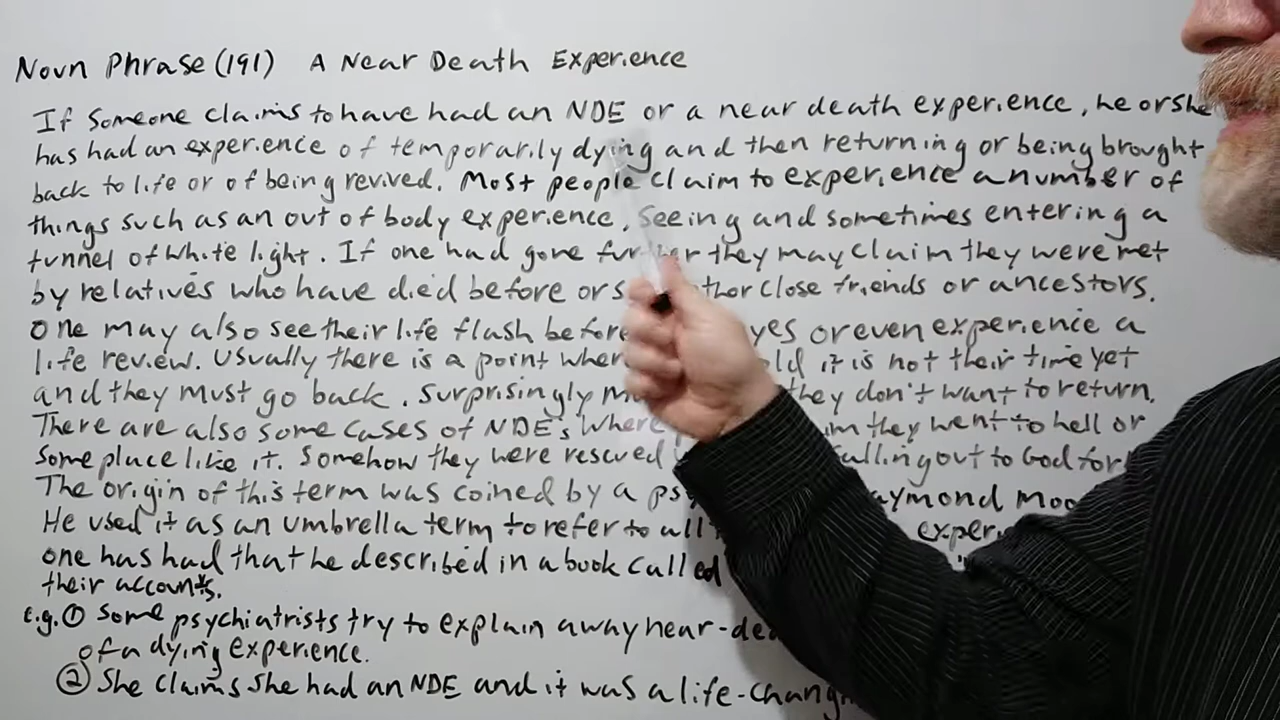 Noun Phrase (191) A Near Death Experience
If someone claims to have had an NDE or a near death experience, he or she
has had an experience of temporarily dying and then returning or being brought
back to life or of being revived. Most people claim to experience a number of
things such as an out of body experience, seeing and sometimes entering a
tunnel of white light. If one had gone further they may claim they were met
by relatives who have died before or close friends or ancestors.
One may also see their life flash before or even experience a
life review. Usually there is a point it is not their time yet
and they must go back. Surprisingly they don't want to return.
There are also some cases of NDE's where they went to hell or
some place like it. Somehow they were rescued calling out to God for
The origin of this term was coined by a
He used it as an umbrella term to refer to all
one has had that he described in a book called
their accounts.
E.g. ① Some psychiatrists try to explain away near-
of a dying experience.
② She claims she had an NDE and it was a life-